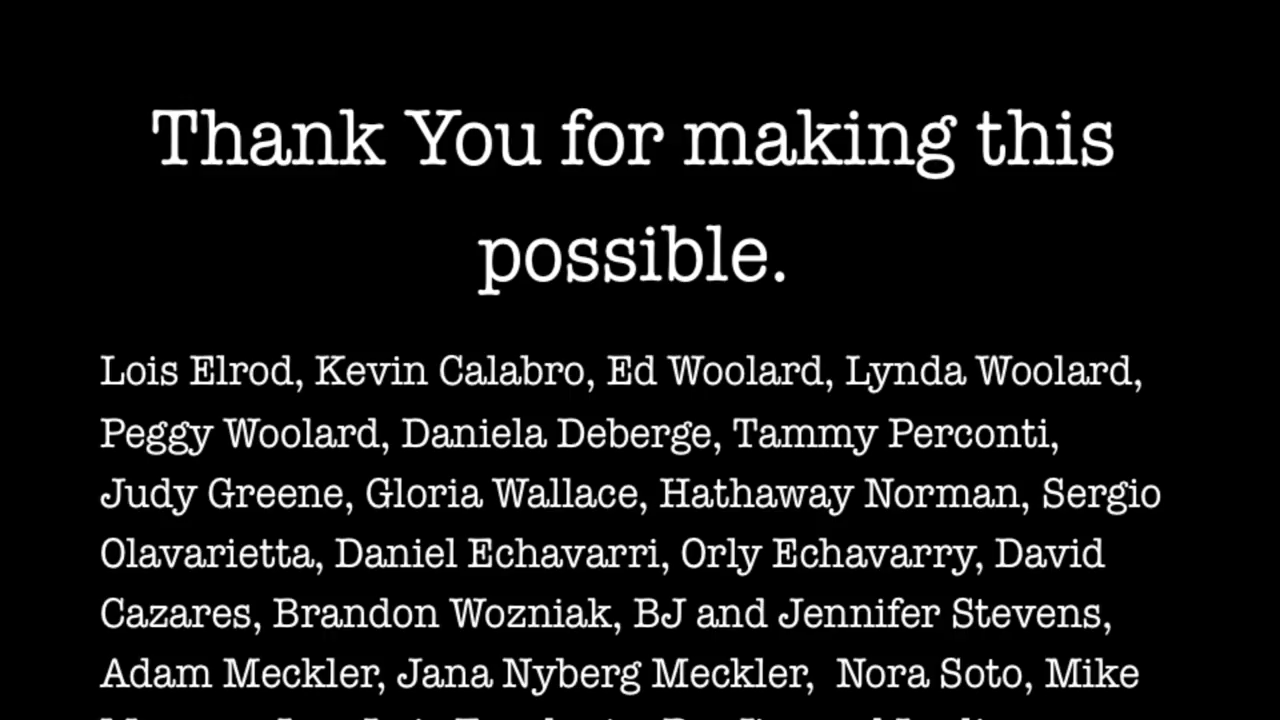 Thank You for making this
possible.
Lois Elrod, Kevin Calabro, Ed Woolard, Lynda Woolard,
Peggy Woolard, Daniela Deberge, Tammy Perconti,
Judy Greene, Gloria Wallace, Hathaway Norman, Sergio
Olavarietta, Daniel Echavarri, Orly Echavarry, David
Cazares, Brandon Wozniak, BJ and Jennifer Stevens,
Adam Meckler, Jana Nyberg Meckler,  Nora Soto, Mike